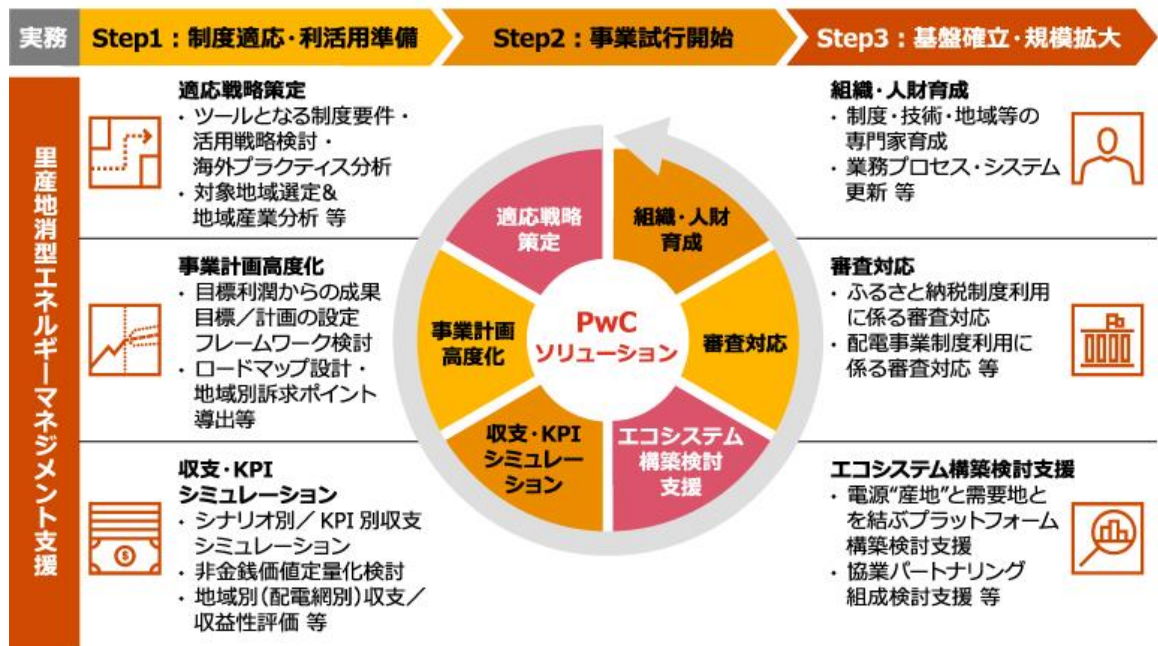 実務
Step1：制度適応・利活用準備
Step2：事業試行開始
Step3：基盤確立・規模拡大
里産地消型エネルギーマネジメント支援
適応戦略策定
・ツールとなる制度要件・
活用戦略検討・
海外プラクティス分析
・対象地域選定＆
地域産業分析 等
事業計画高度化
・目標利潤からの成果
目標／計画の設定
フレームワーク検討
・ロードマップ設計・
地域別訴求ポイント
導出等
収支・KPI
シミュレーション
・シナリオ別／KPI 別収支
シミュレーション
・非金銭価値定量化検討
・地域別（配電網別）収支／
収益性評価 等
適応戦略
策定
組織・人財
育成
事業計画
高度化
PwC
ソリューション
審査対応
収支・KPI
シミュレー
ション
エコシステム
構築検討
支援
組織・人財育成
・制度・技術・地域等の
専門家育成
・業務プロセス・システム
更新 等
審査対応
・ふるさと納税制度利用
に係る審査対応
・配電事業制度利用に
係る審査対応 等
エコシステム構築検討支援
・電源“産地”と需要地と
を結ぶプラットフォーム
構築検討支援
・協業パートナリング
組成検討支援 等